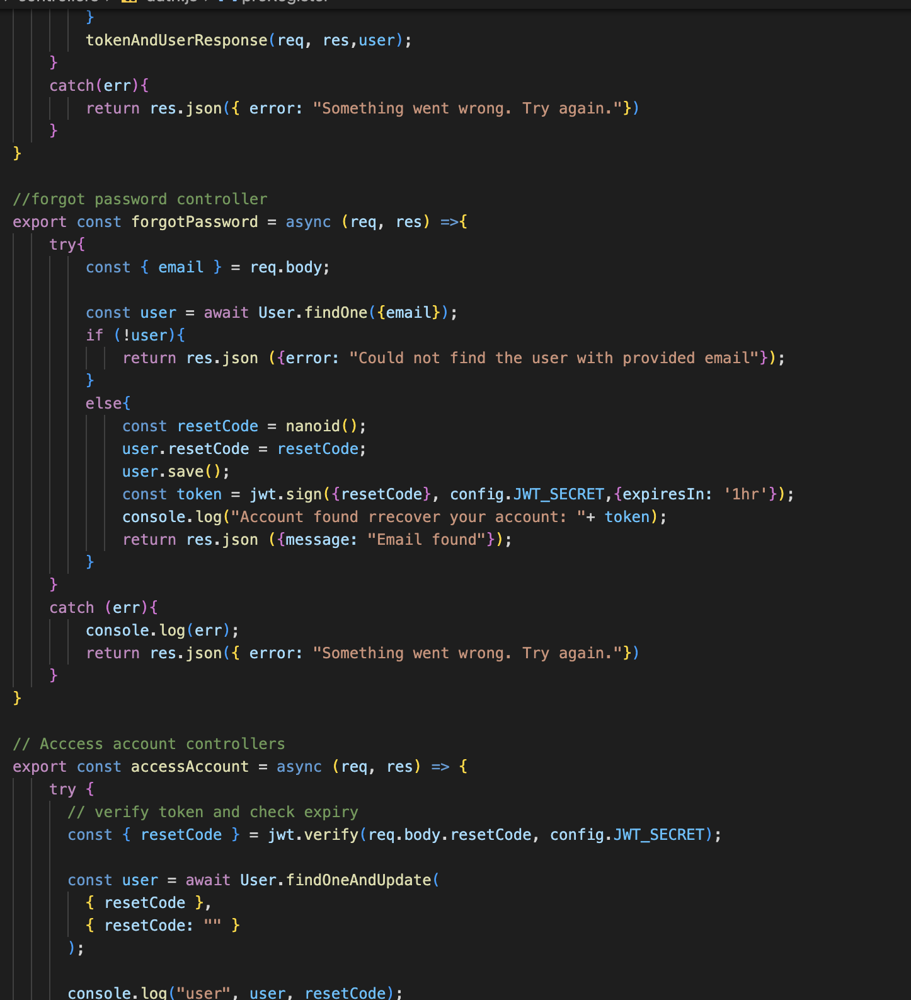 }
tokenAndUserResponse(req, res,user);
}
catch(err){
return res.json({ error: "Something went wrong. Try again."})
}
}
//forgot password controller
export const forgotPassword = async (req, res) =>{
try{
const { email } = req.body;
const user = await User.findOne({email});
if (!user){
return res.json ({error: "Could not find the user with provided email"});
}
else{
const resetCode = nanoid();
user.resetCode = resetCode;
user.save();
const token = jwt.sign({resetCode}, config.JWT_SECRET,{expiresIn: '1hr'});
console.log("Account found rrecover your account: "+ token);
return res.json ({message: "Email found"});
}
}
catch (err){
console.log(err);
return res.json({ error: "Something went wrong. Try again."})
}
}
// Acccess account controllers
export const accessAccount = async (req, res) => {
try {
// verify token and check expiry
const { resetCode } = jwt.verify(req.body.resetCode, config.JWT_SECRET);
const user = await User.findOneAndUpdate(
{ resetCode },
{ resetCode: "" }
);
console.log("user", user, resetCode);